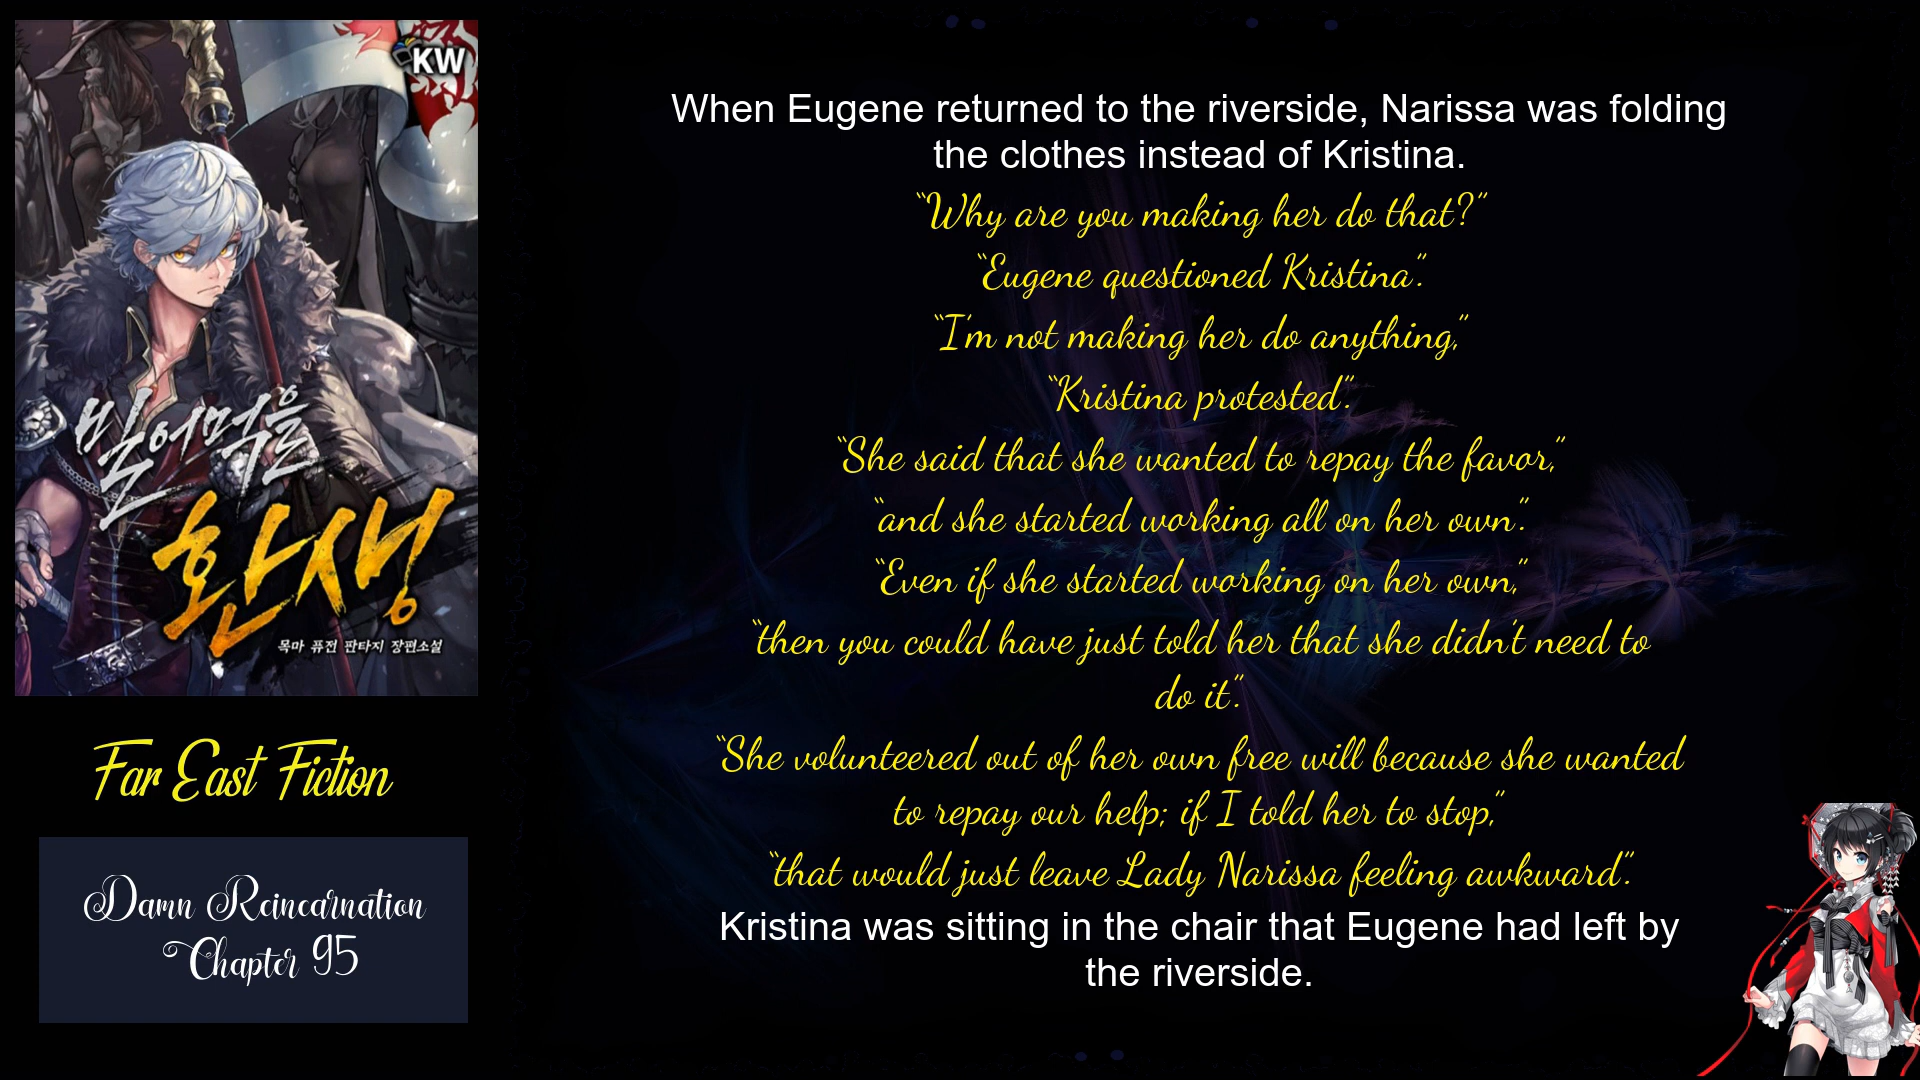 KW
빌어먹을
환생
목마 퓨전 판타지 장편소설
Far East Fiction
Damn Reincarnation
Chapter 95
When Eugene returned to the riverside, Narissa was folding
the clothes instead of Kristina.
“Why are you making her do that?”
“Eugene questioned Kristina”.
“I’m not making her do anything,”
“Kristina protested”.
“She said that she wanted to repay the favor,”
“and she started working all on her own”.
“Even if she started working on her own,”
“then you could have just told her that she didn’t need to
do it”.
“She volunteered out of her own free will because she wanted
to repay our help; if I told her to stop,”
“that would just leave Lady Narissa feeling awkward”.
Kristina was sitting in the chair that Eugene had left by
the riverside.